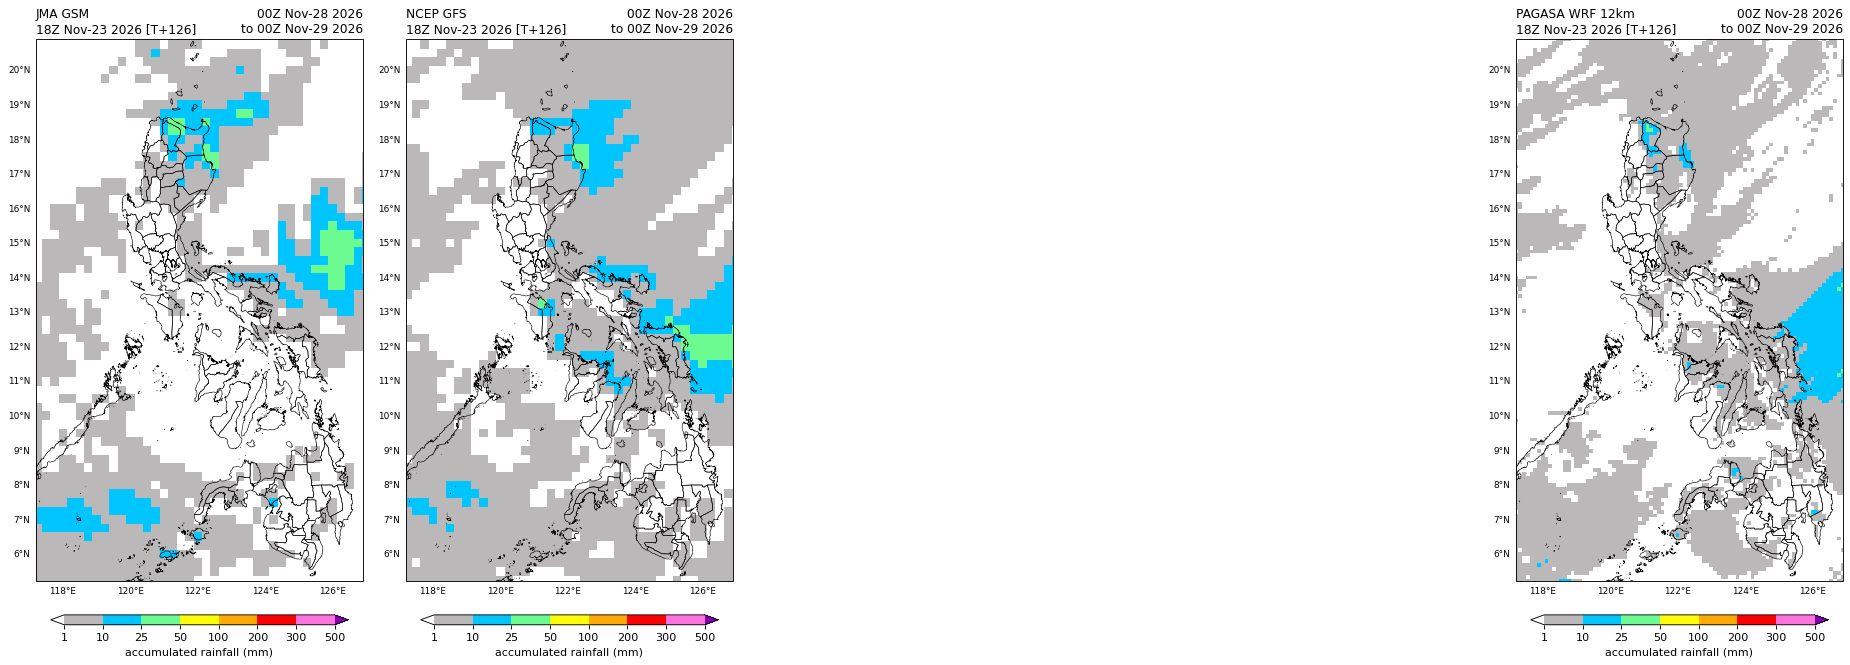 JMA GSM 00Z Nov-28 2026
18Z Nov-23 2026 [T+126] to 00Z Nov-29 2026
20°N
19°N
18°N
17°N
16°N
15°N
14°N
13°N
12°N
11°N
10°N
9°N
8°N
7°N
6°N
118°E 120°E 122°E 124°E 126°E
1 10 25 50 100 200 300 500
accumulated rainfall (mm)
NCEP GFS 00Z Nov-28 2026
18Z Nov-23 2026 [T+126] to 00Z Nov-29 2026
20°N
19°N
18°N
17°N
16°N
15°N
14°N
13°N
12°N
11°N
10°N
9°N
8°N
7°N
6°N
118°E 120°E 122°E 124°E 126°E
1 10 25 50 100 200 300 500
accumulated rainfall (mm)
PAGASA WRF 12km 00Z Nov-28 2026
18Z Nov-23 2026 [T+126] to 00Z Nov-29 2026
20°N
19°N
18°N
17°N
16°N
15°N
14°N
13°N
12°N
11°N
10°N
9°N
8°N
7°N
6°N
118°E 120°E 122°E 124°E 126°E
1 10 25 50 100 200 300 500
accumulated rainfall (mm)